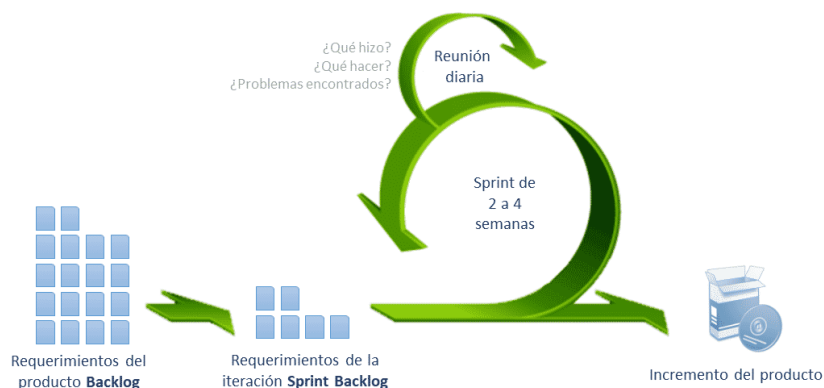 ¿Qué hizo?
¿Qué hacer?
¿Problemas encontrados?
Reunión
diaria
Sprint de
2 a 4
semanas
Requerimientos del
producto Backlog
Requerimientos de la
iteración Sprint Backlog
Incremento del producto